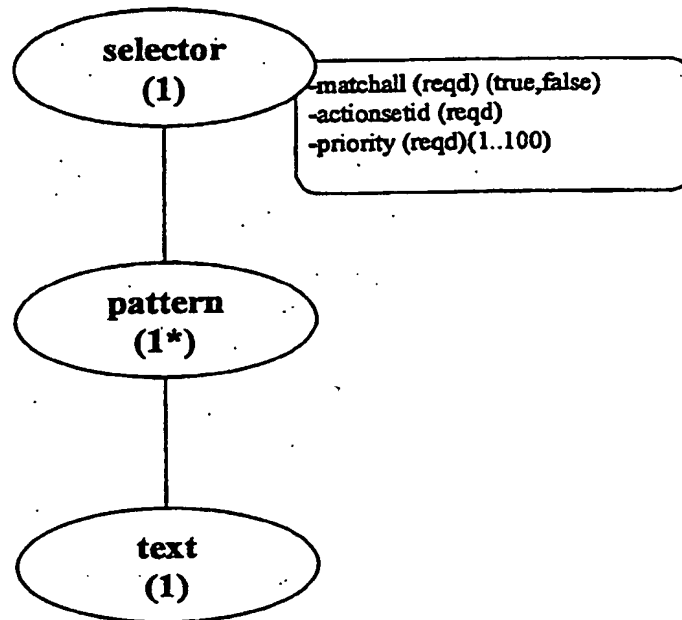 selector
(1)
-matchall (reqd) (true,false)
-actionsetid (reqd)
-priority (reqd)(1..100)
pattern
(1*)
text
(1)